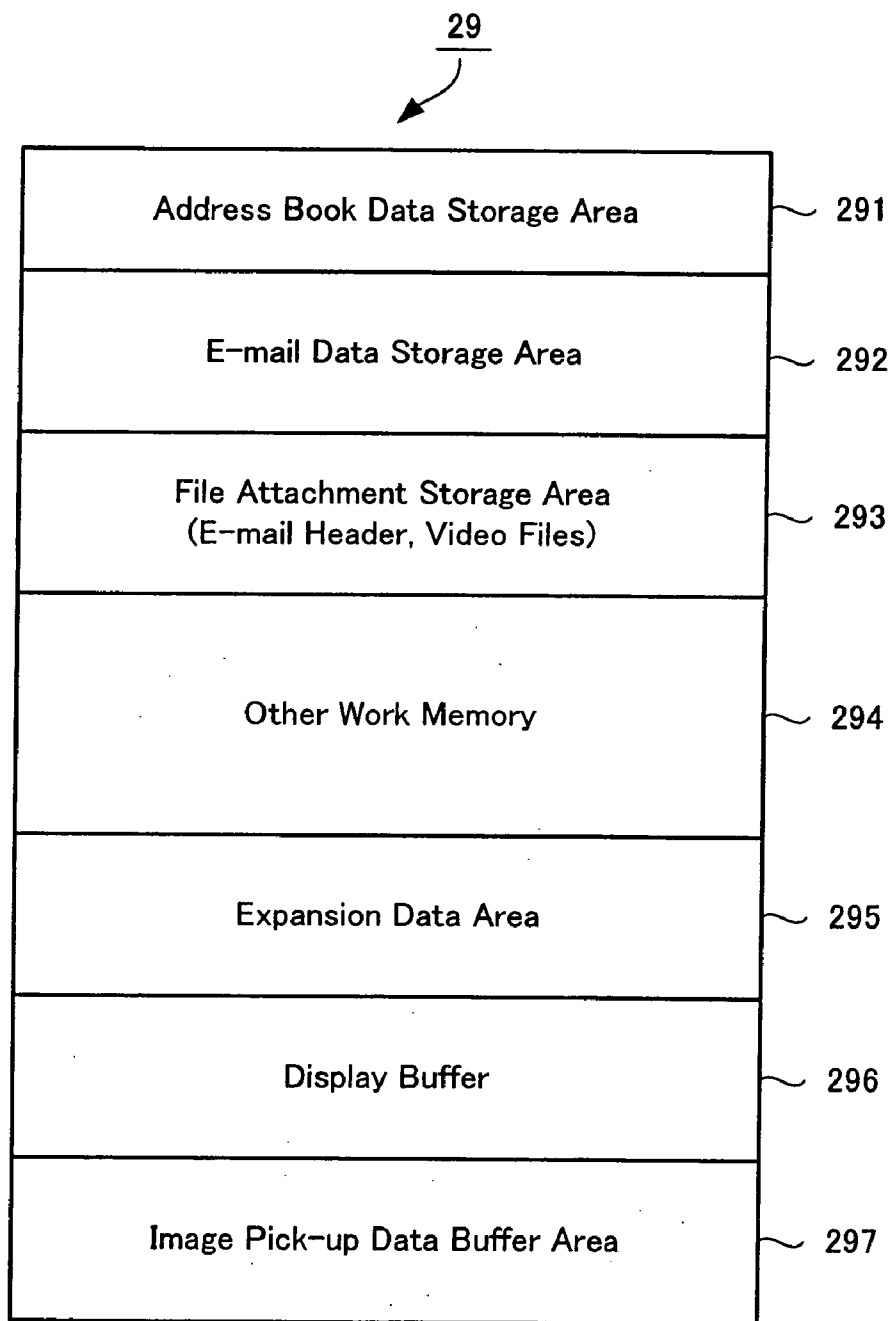 29
Address Book Data Storage Area 291
E-mail Data Storage Area 292
File Attachment Storage Area
(E-mail Header, Video Files) 293
Other Work Memory 294
Expansion Data Area 295
Display Buffer 296
Image Pick-up Data Buffer Area 297